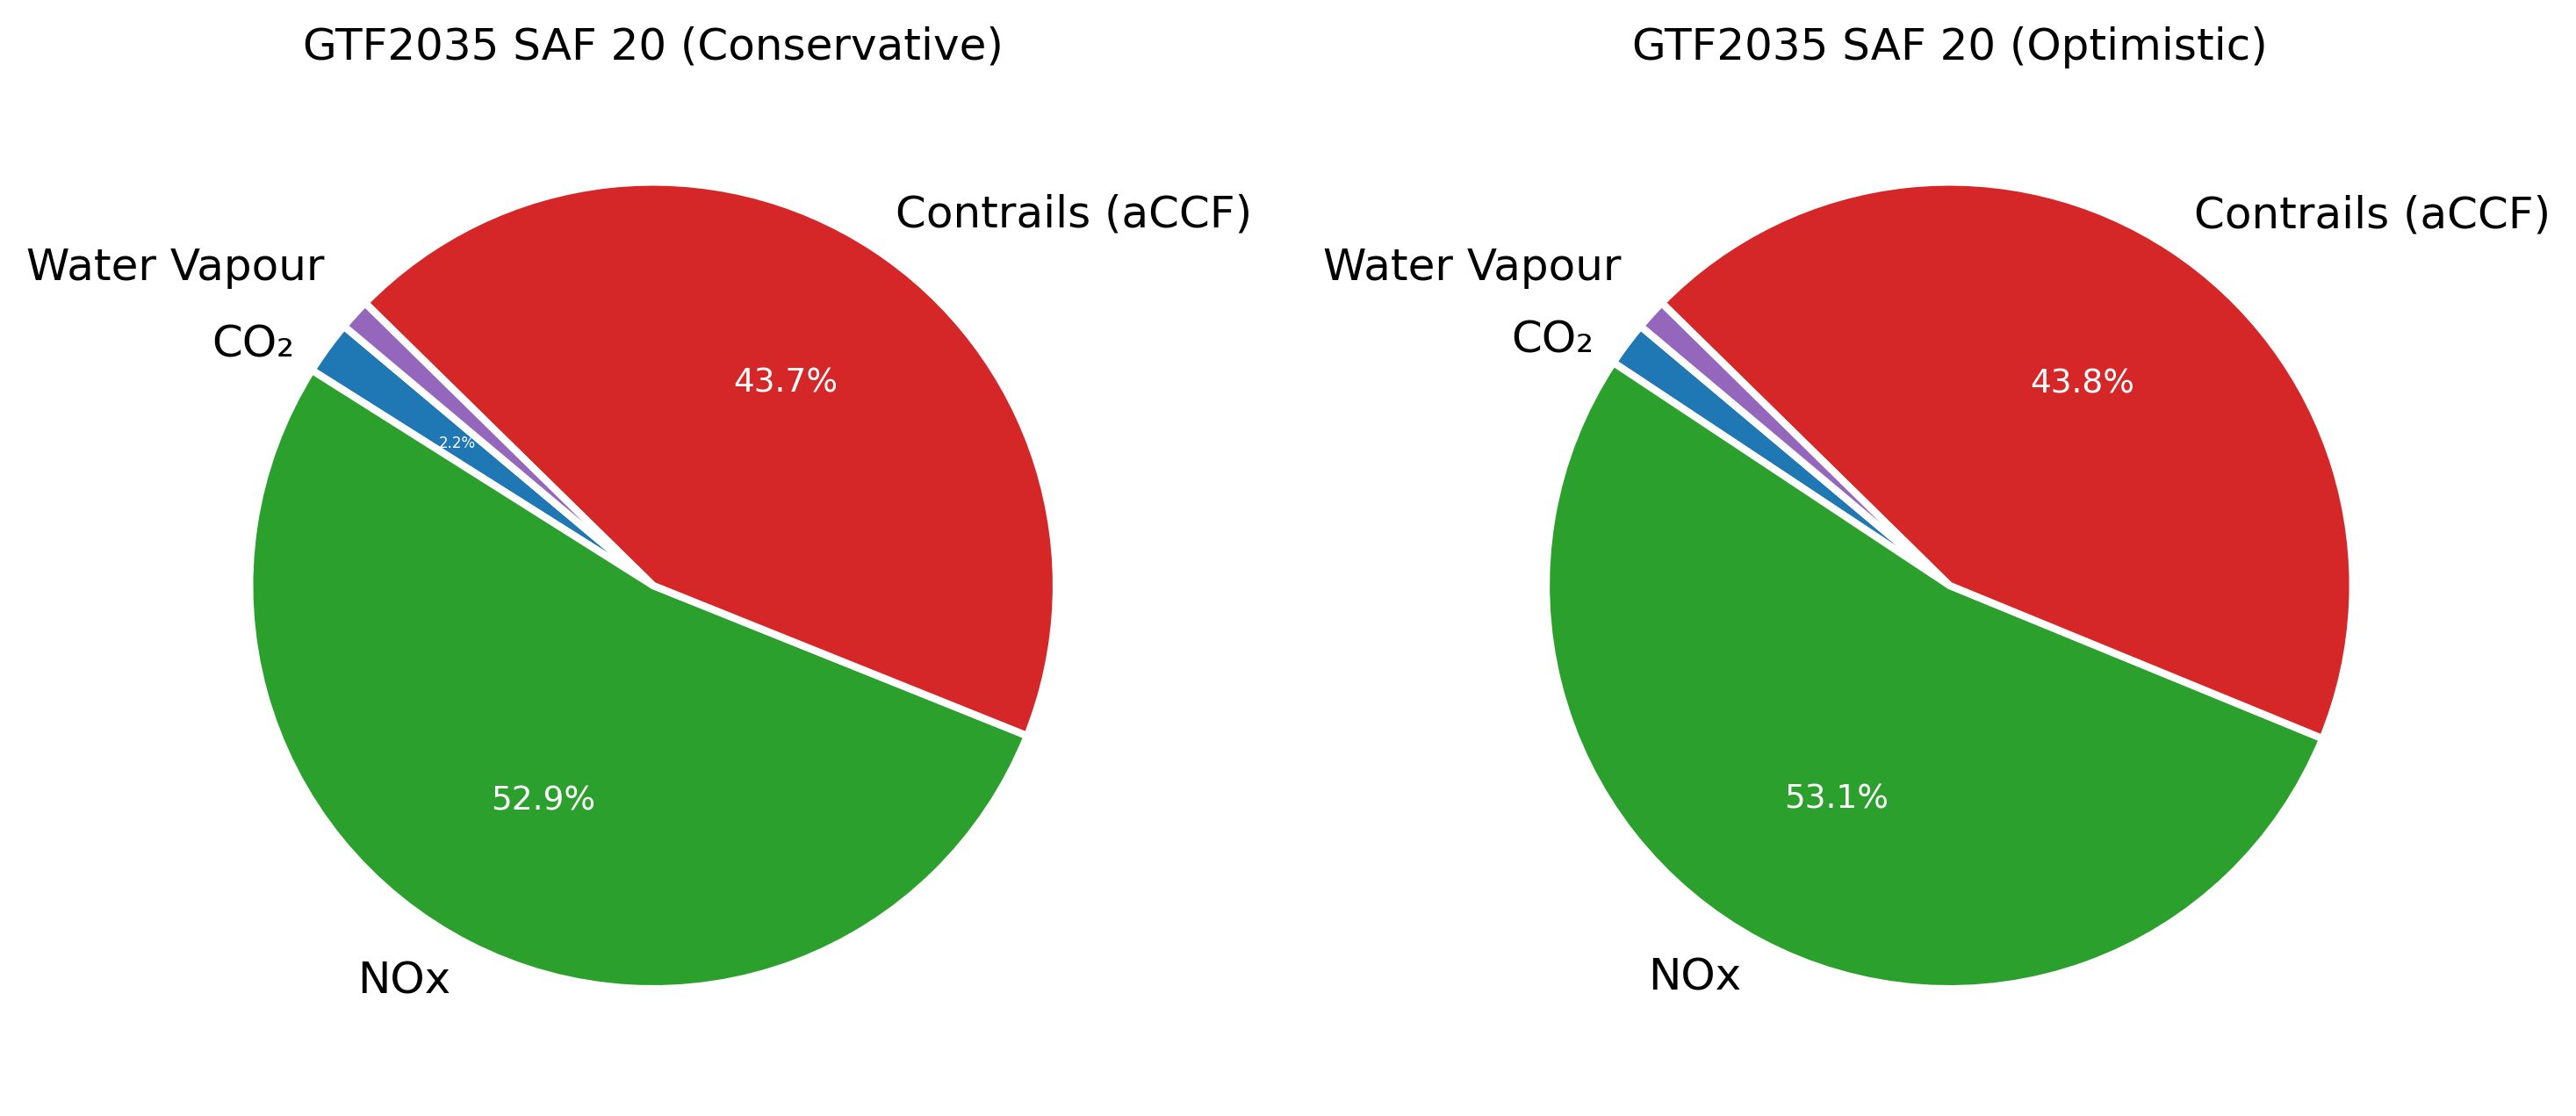 GTF2035 SAF 20 (Conservative)
Contrails (aCCF)
Water Vapour
CO₂
43.7%
2.2%
52.9%
NOx
GTF2035 SAF 20 (Optimistic)
Contrails (aCCF)
Water Vapour
CO₂
43.8%
53.1%
NOx